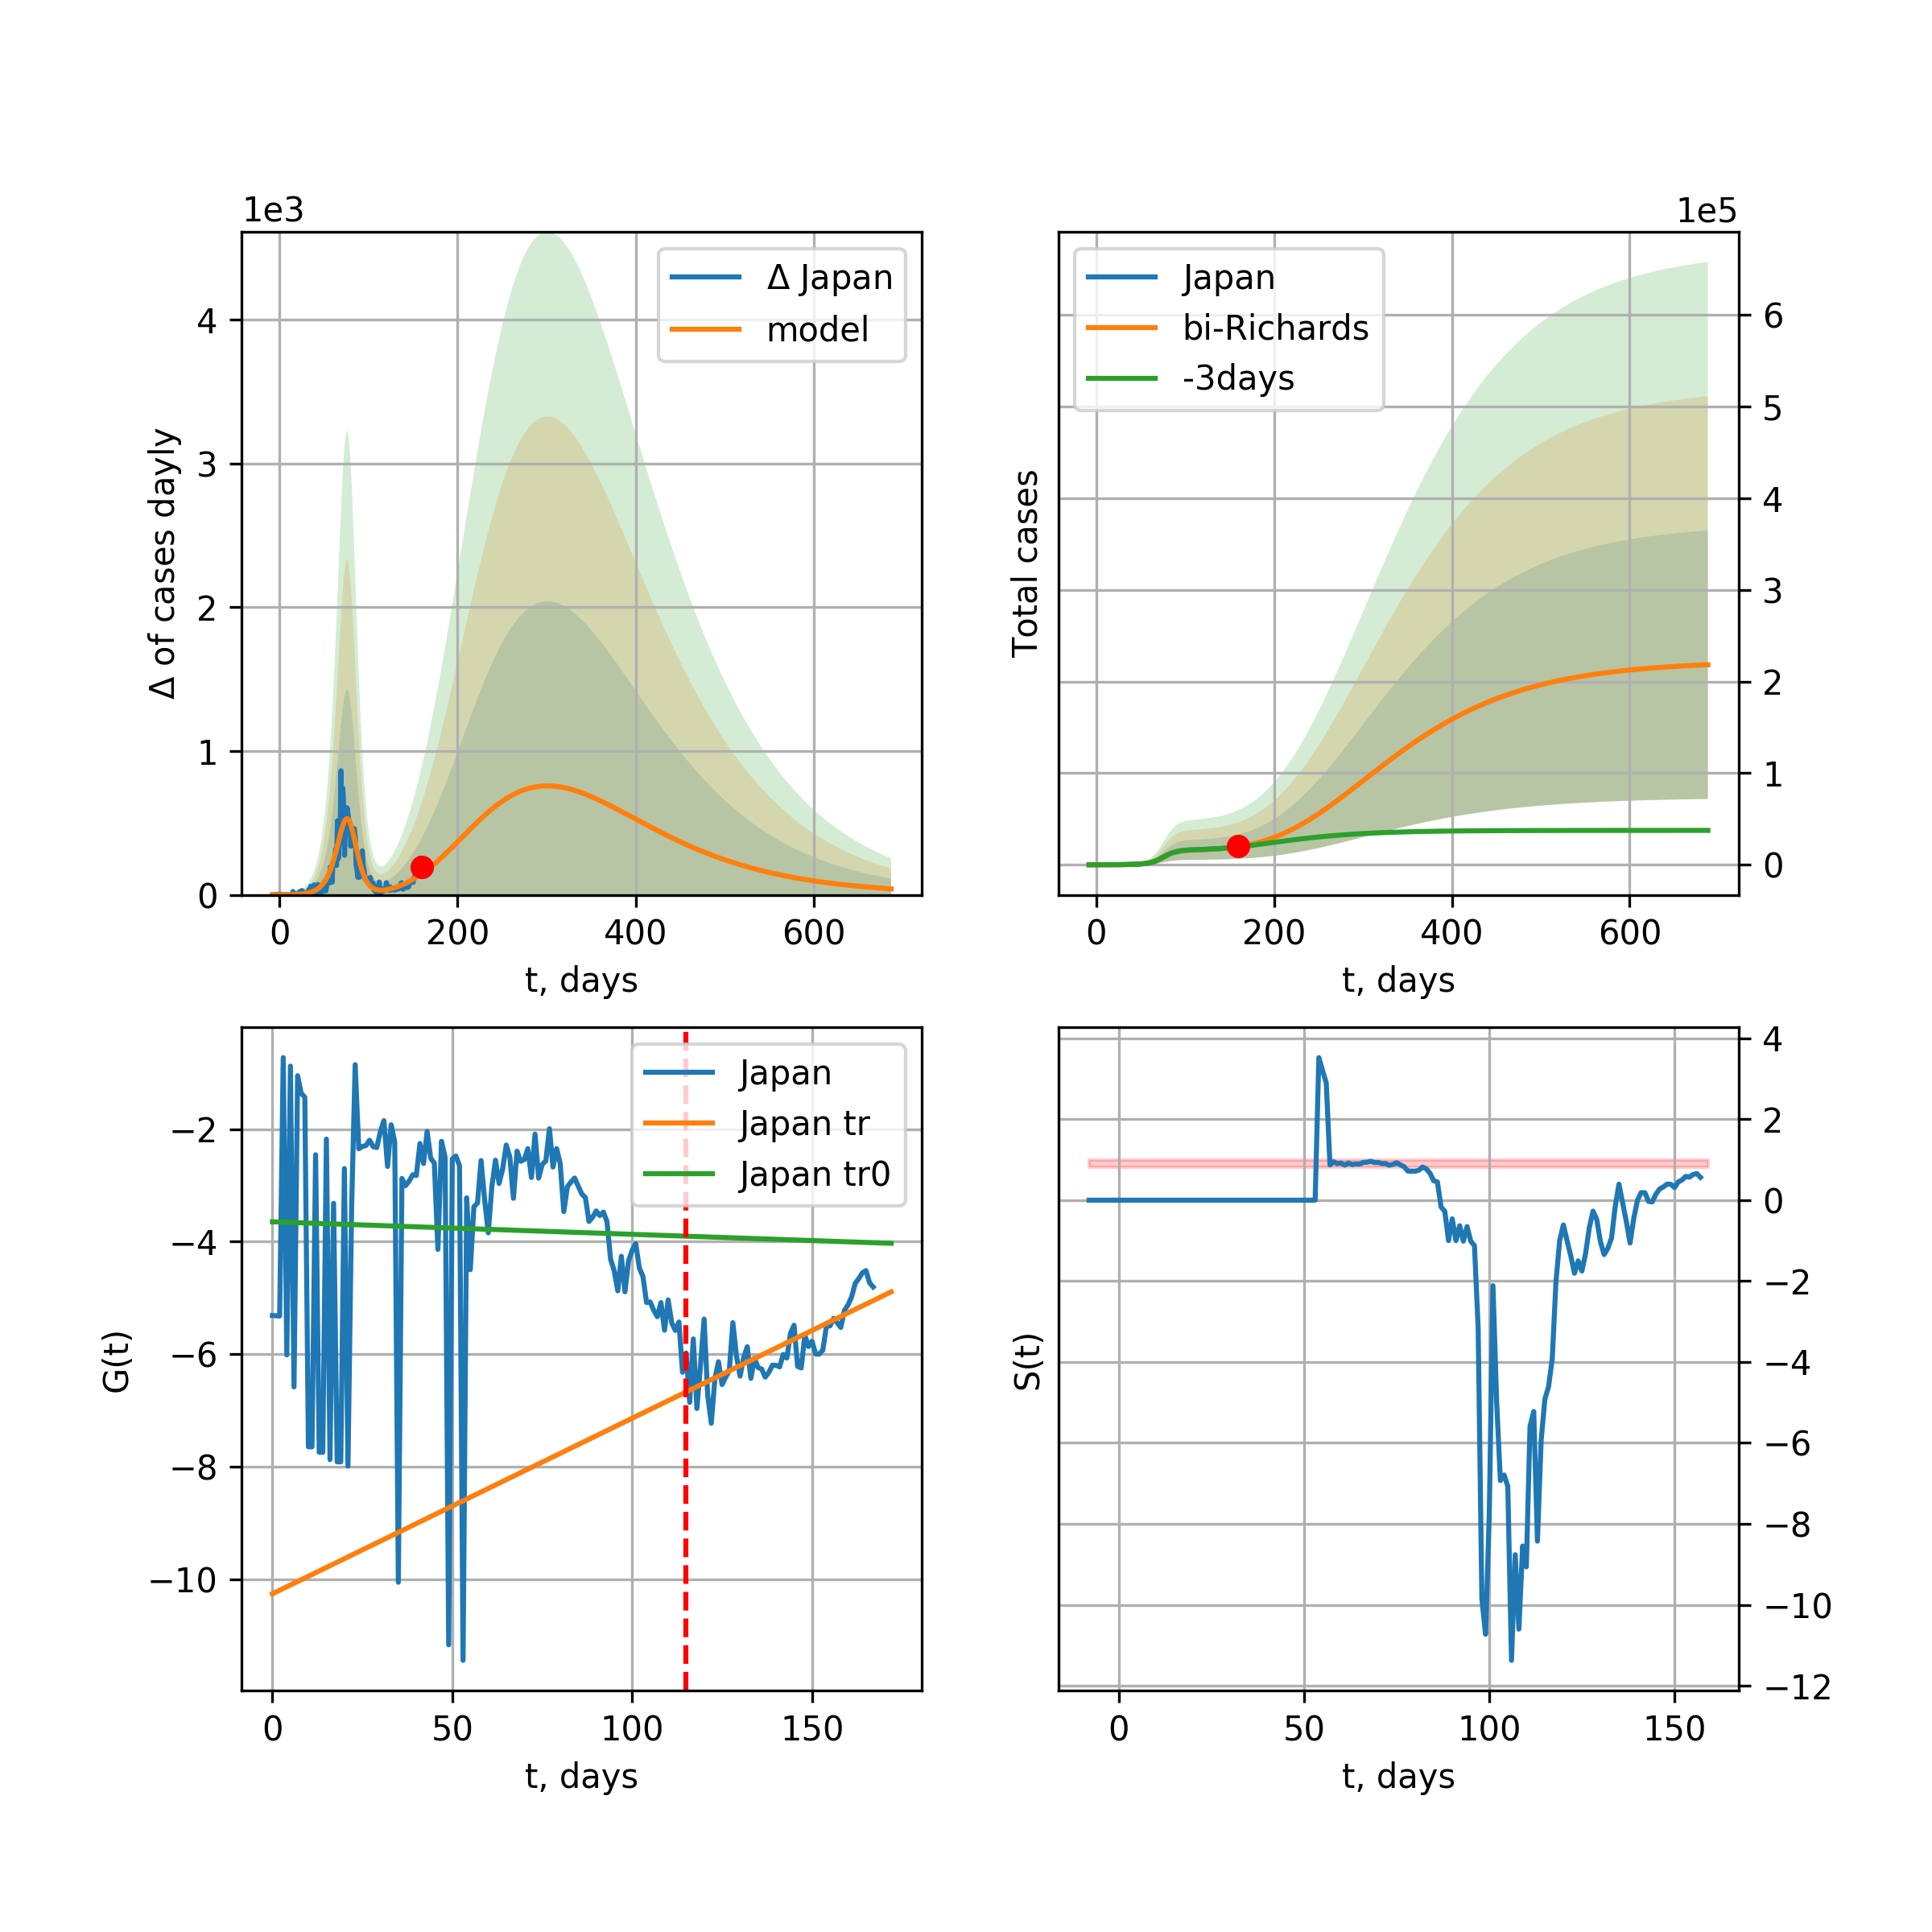 1e3
Δ of cases dayly
4
3
2
1
0
0 200 400 600
t, days
Δ Japan
model
1e5
Total cases
6
5
4
3
2
1
0
0 200 400 600
t, days
Japan
bi-Richards
-3days
G(t)
−2
−4
−6
−8
−10
0 50 100 150
t, days
Japan
Japan tr
Japan tr0
S(t)
4
2
0
−2
−4
−6
−8
−10
−12
0 50 100 150
t, days